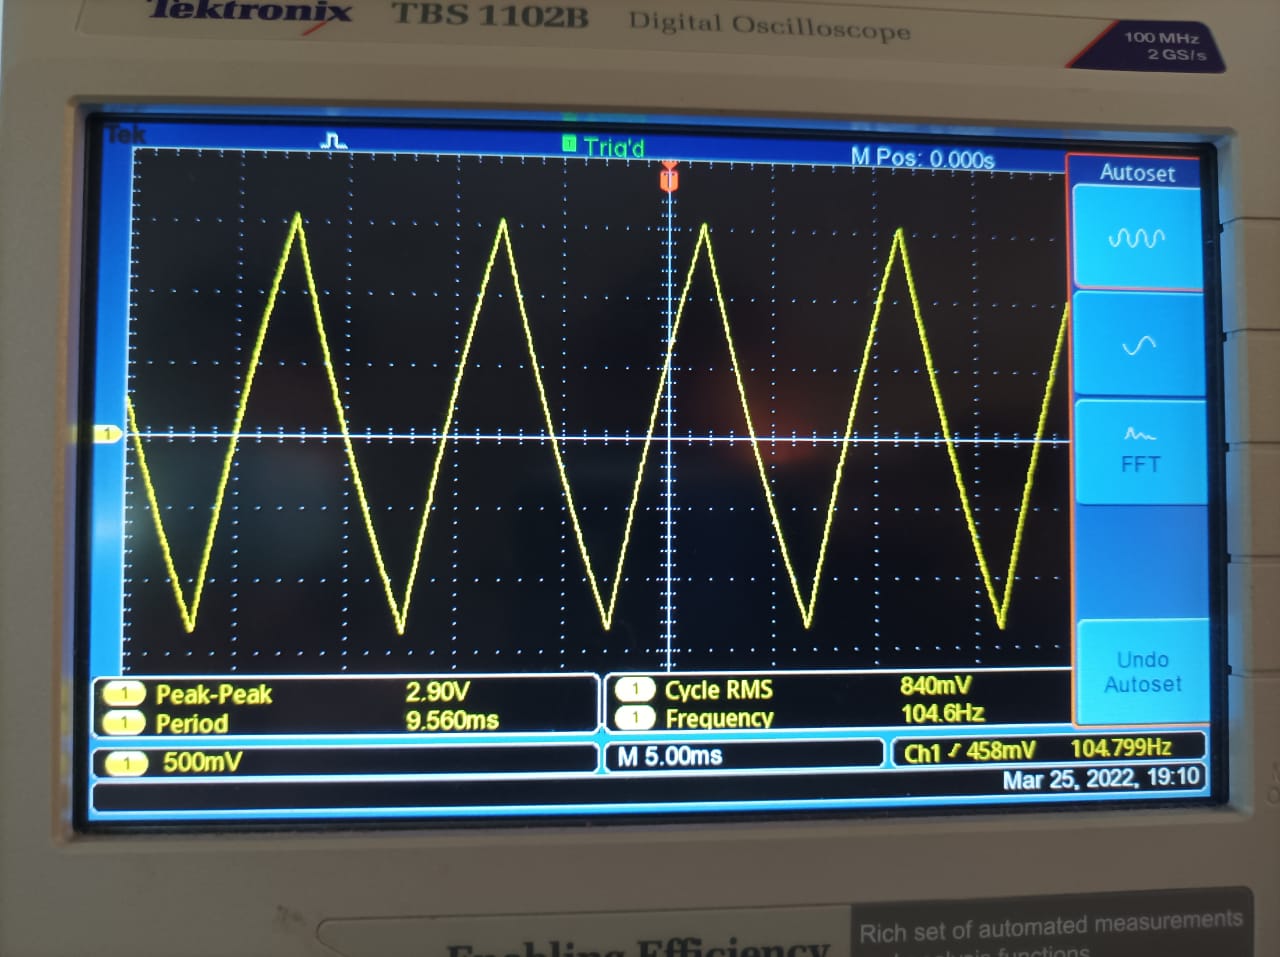 Tektronix TBS 1102B Digital Oscilloscope
100 MHz
2 GS/s
Tek Trig'd M Pos: 0.000s
Autoset
FFT
Undo
Autoset
1
1 Peak-Peak 2.90V
1 Period 9.560ms
1 Cycle RMS 840mV
1 Frequency 104.6Hz
1 500mV M 5.00ms Ch1 458mV 104.799Hz
Mar 25, 2022, 19:10
Enabling Efficiency
Rich set of automated measurements
functions